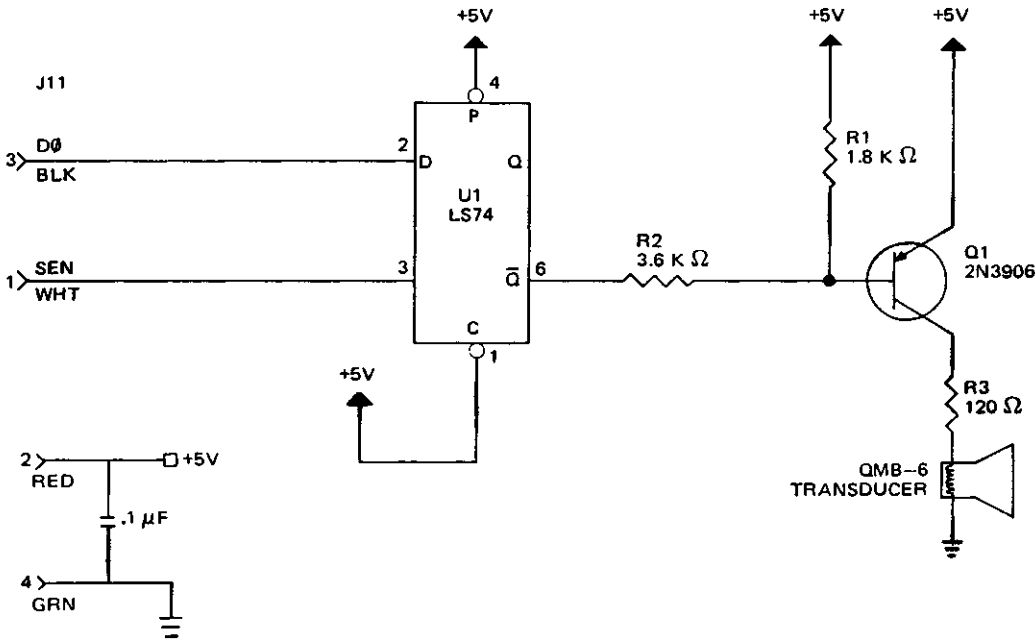 +5V
+5V
+5V
J11
4
P
3
DØ
BLK
2
D
Q
U1
LS74
R1
1.8 K Ω
R2
3.6 K Ω
Q1
2N3906
1
SEN
WHT
3
Q̅
6
C
1
+5V
R3
120 Ω
2
RED
+5V
QMB-6
TRANSDUCER
.1 µF
4
GRN